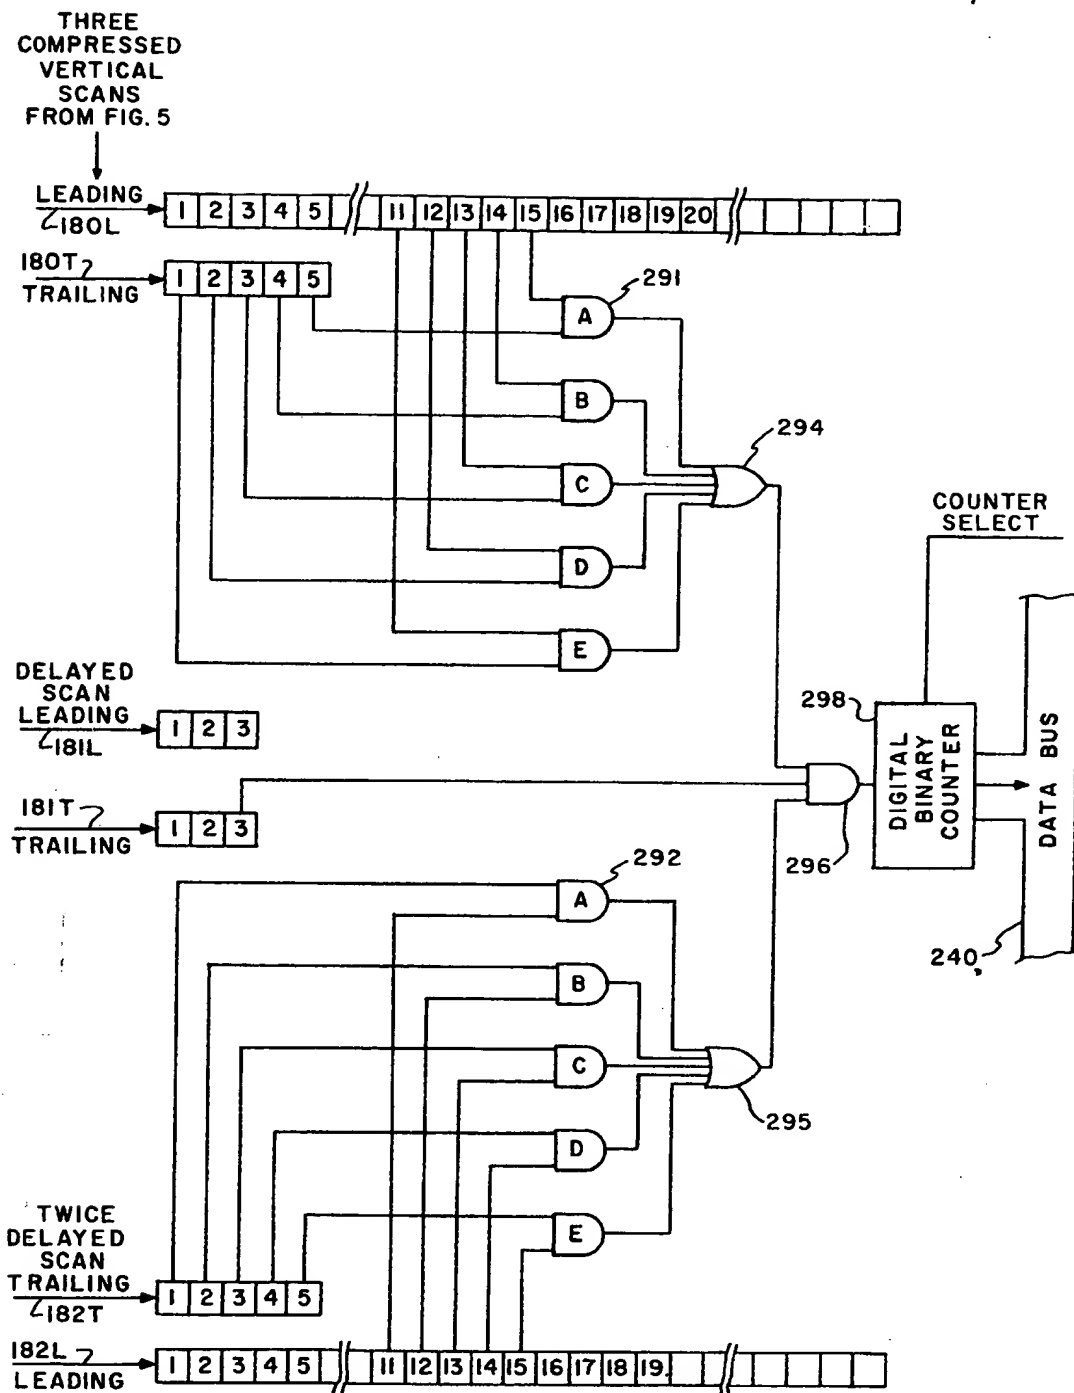 THREE
COMPRESSED
VERTICAL
SCANS
FROM FIG. 5
LEADING
180L
1 2 3 4 5 11 12 13 14 15 16 17 18 19 20
180T
TRAILING
1 2 3 4 5
291
A
B
C
D
E
294
COUNTER
SELECT
DELAYED
SCAN
LEADING
181L
1 2 3
181T
TRAILING
1 2 3
298
DIGITAL
BINARY
COUNTER
296
DATA BUS
240
292
A
B
C
D
E
295
TWICE
DELAYED
SCAN
TRAILING
182T
1 2 3 4 5
182L
LEADING
1 2 3 4 5 11 12 13 14 15 16 17 18 19